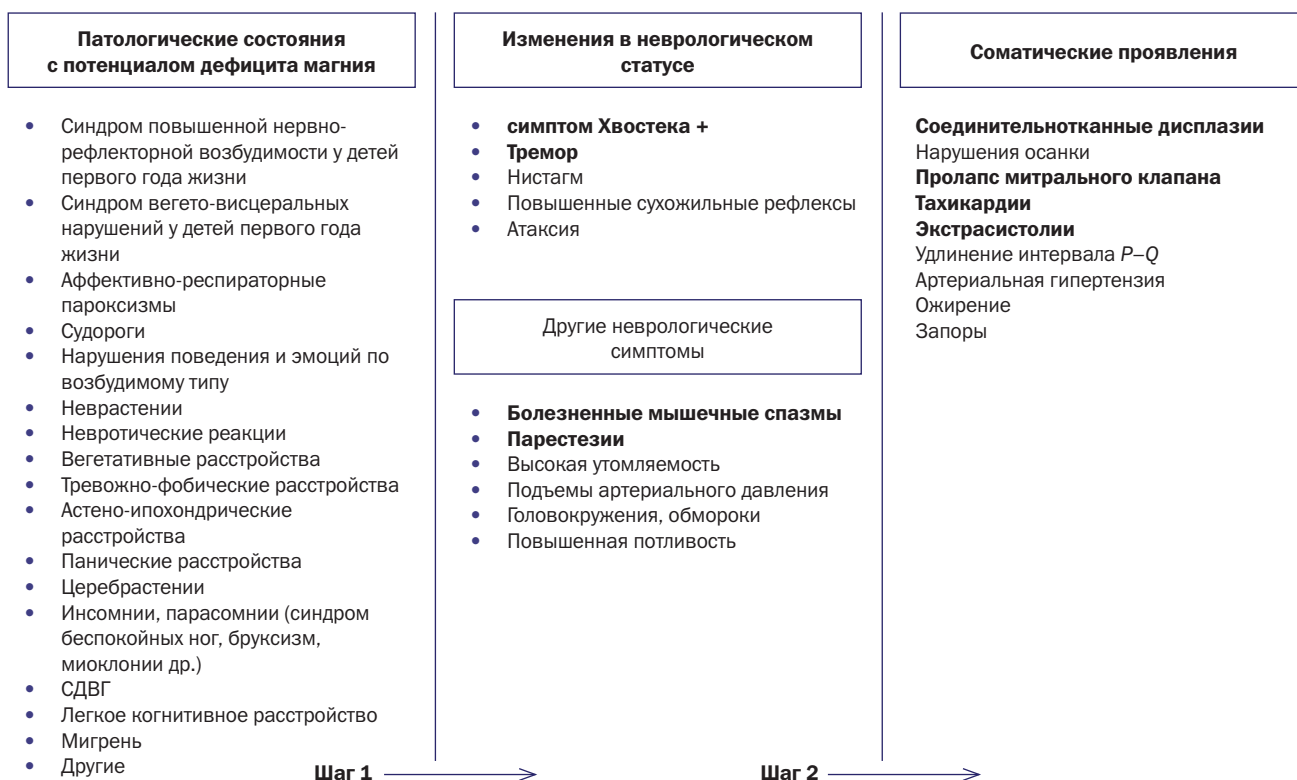 Патологические состояния
с потенциалом дефицита магния
• Синдром повышенной нервно-
рефлекторной возбудимости у детей
первого года жизни
• Синдром вегето-висцеральных
нарушений у детей первого года
жизни
• Аффективно-респираторные
пароксизмы
• Судороги
• Нарушения поведения и эмоций по
возбудимому типу
• Неврастении
• Невротические реакции
• Вегетативные расстройства
• Тревожно-фобические расстройства
• Астено-ипохондрические
расстройства
• Панические расстройства
• Церебрастении
• Инсомнии, парасомнии (синдром
беспокойных ног, бруксизм,
миоклонии др.)
• СДВГ
• Легкое когнитивное расстройство
• Мигрень
• Другие
Шаг 1
Изменения в неврологическом
статусе
• симптом Хвостека +
• Тремор
• Нистагм
• Повышенные сухожильные рефлексы
• Атаксия
Другие неврологические
симптомы
• Болезненные мышечные спазмы
• Парестезии
• Высокая утомляемость
• Подъемы артериального давления
• Головокружения, обмороки
• Повышенная потливость
Шаг 2
Соматические проявления
Соединительнотканные дисплазии
Нарушения осанки
Пролапс митрального клапана
Тахикардии
Экстрасистолии
Удлинение интервала P–Q
Артериальная гипертензия
Ожирение
Запоры